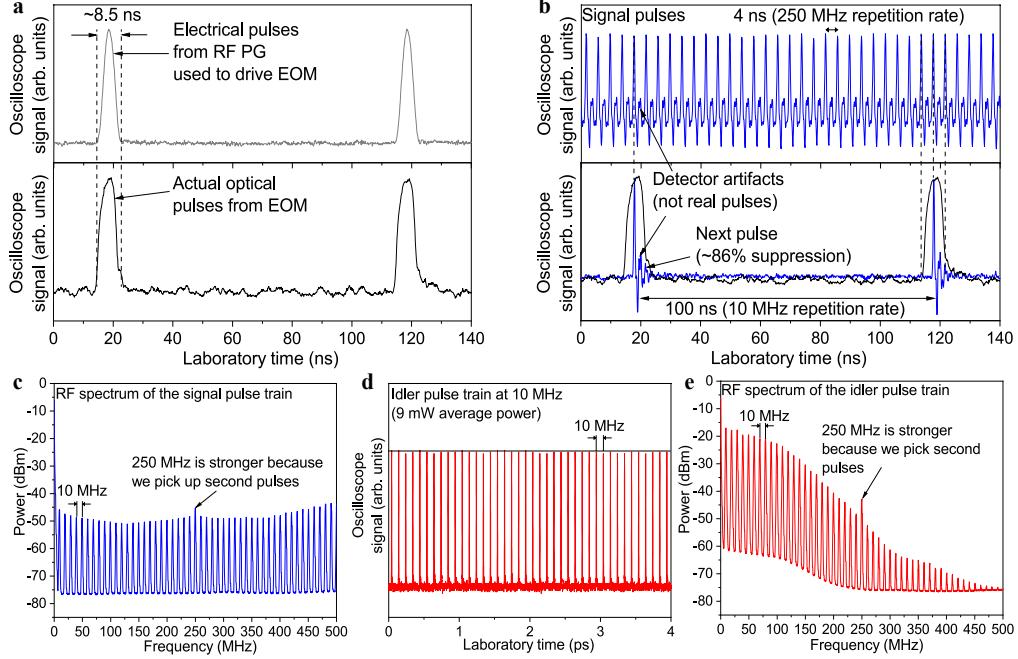 a
~8.5 ns
Electrical pulses
from RF PG
used to drive EOM
Oscilloscope
signal (arb. units)
Actual optical
pulses from EOM
Oscilloscope
signal (arb. units)
0 20 40 60 80 100 120 140
Laboratory time (ns)
b
Signal pulses
4 ns (250 MHz repetition rate)
Oscilloscope
signal (arb. units)
Detector artifacts
(not real pulses)
Next pulse
(~86% suppression)
100 ns (10 MHz repetition rate)
Oscilloscope
signal (arb. units)
0 20 40 60 80 100 120 140
Laboratory time (ns)
c
RF spectrum of the signal pulse train
250 MHz is stronger because
we pick up second pulses
10 MHz
Power (dBm)
0
-10
-20
-30
-40
-50
-60
-70
-80
0 50 100 150 200 250 300 350 400 450 500
Frequency (MHz)
d
Idler pulse train at 10 MHz
(9 mW average power)
10 MHz
Oscilloscope
signal (arb. units)
0 1 2 3 4
Laboratory time (ps)
e
RF spectrum of the idler pulse train
10 MHz
250 MHz is stronger
because we pick second
pulses
Power (dBm)
0
-10
-20
-30
-40
-50
-60
-70
-80
0 50 100 150 200 250 300 350 400 450 500
Frequency (MHz)